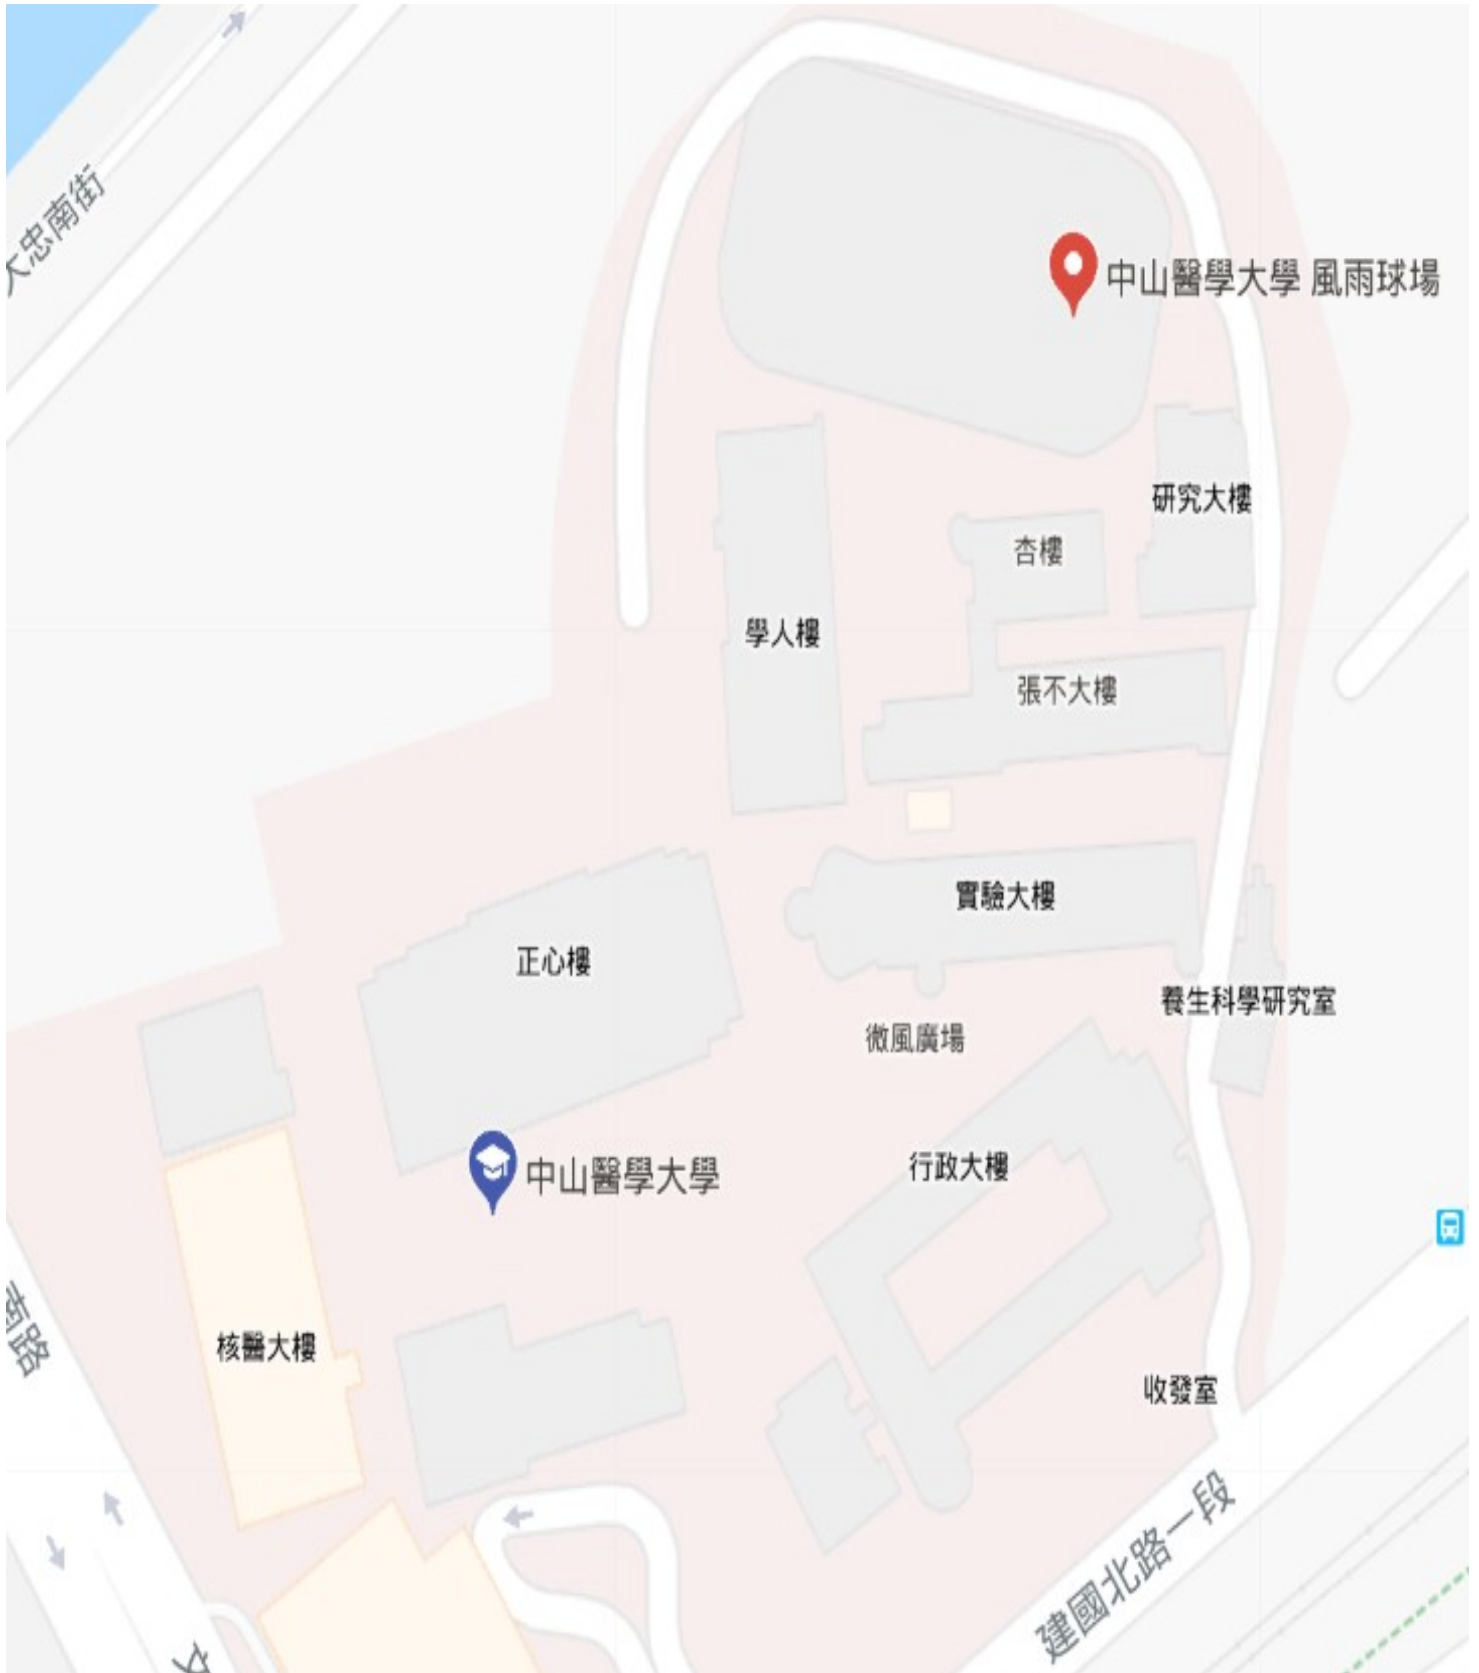 大忠南街
中山醫學大學 風雨球場
研究大樓
杏樓
學人樓
張不大樓
實驗大樓
正心樓
養生科學研究室
微風廣場
行政大樓
中山醫學大學
南路
核醫大樓
收發室
建國北路一段
文